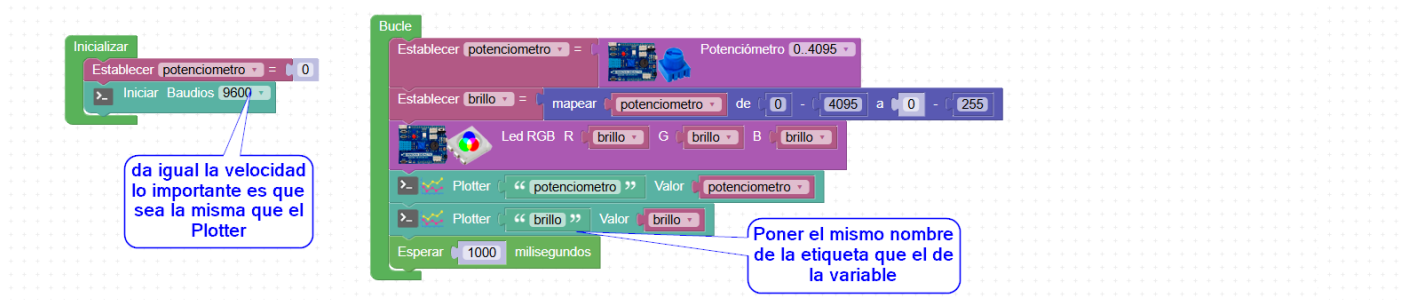 Inicializar
Establecer potenciometro = 0
>_ Iniciar Baudios 9600
da igual la velocidad
lo importante es que
sea la misma que el
Plotter
Bucle
Establecer potenciometro = Potenciómetro 0..4095
Establecer brillo = mapear potenciometro de 0 - 4095 a 0 - 255
Led RGB R brillo G brillo B brillo
>_ Plotter “ potenciometro ” Valor potenciometro
>_ Plotter “ brillo ” Valor brillo
Esperar 1000 milisegundos
Poner el mismo nombre
de la etiqueta que el de
la variable